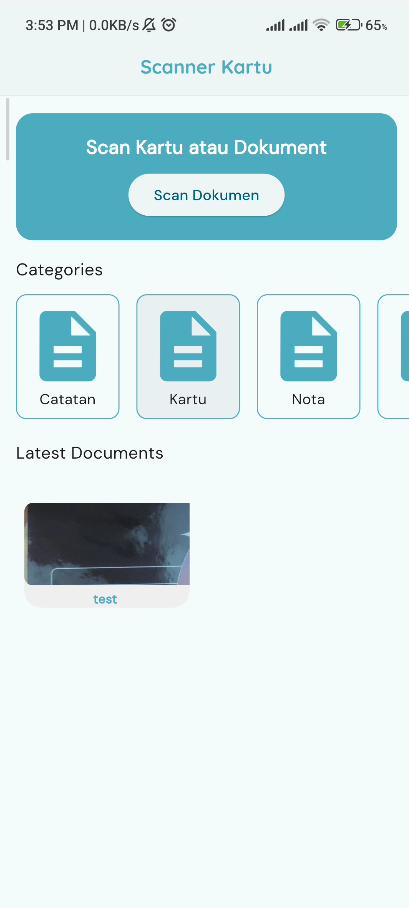 3:53 PM | 0.0KB/s 65%
Scanner Kartu
Scan Kartu atau Dokument
Scan Dokumen
Categories
Catatan Kartu Nota
Latest Documents
test